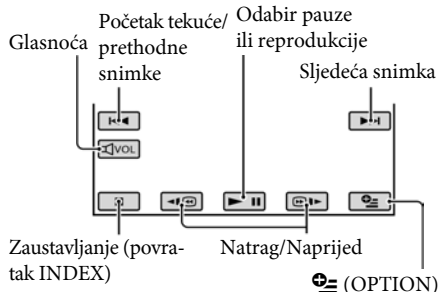 Početak tekuće/
prethodne
snimke
Odabir pauze
ili reprodukcije
Glasnoća
Sljedeća snimka
VOL
Zaustavljanje (povra-
tak INDEX)
Natrag/Naprijed
(OPTION)